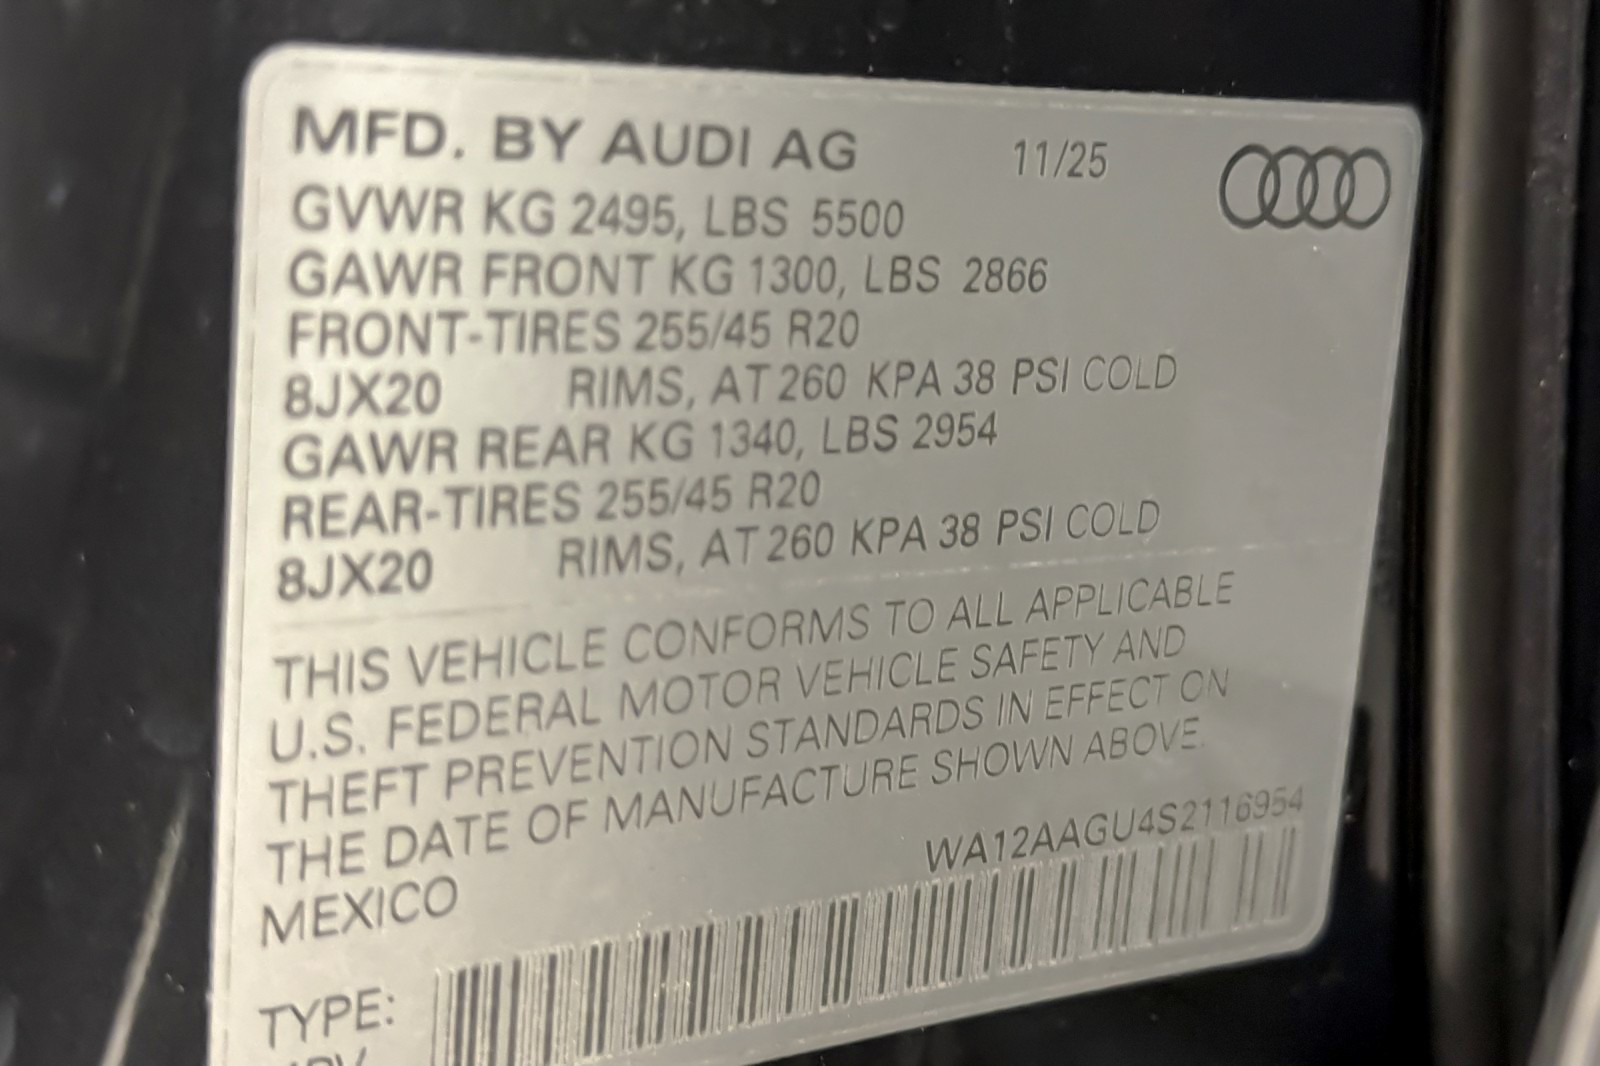 MFD. BY AUDI AG 11/25
GVWR KG 2495, LBS 5500
GAWR FRONT KG 1300, LBS 2866
FRONT-TIRES 255/45 R20
8JX20 RIMS, AT 260 KPA 38 PSI COLD
GAWR REAR KG 1340, LBS 2954
REAR-TIRES 255/45 R20
8JX20 RIMS, AT 260 KPA 38 PSI COLD
THIS VEHICLE CONFORMS TO ALL APPLICABLE
U.S. FEDERAL MOTOR VEHICLE SAFETY AND
THEFT PREVENTION STANDARDS IN EFFECT ON
THE DATE OF MANUFACTURE SHOWN ABOVE.
MEXICO WA12AAGU4S2116954
TYPE: